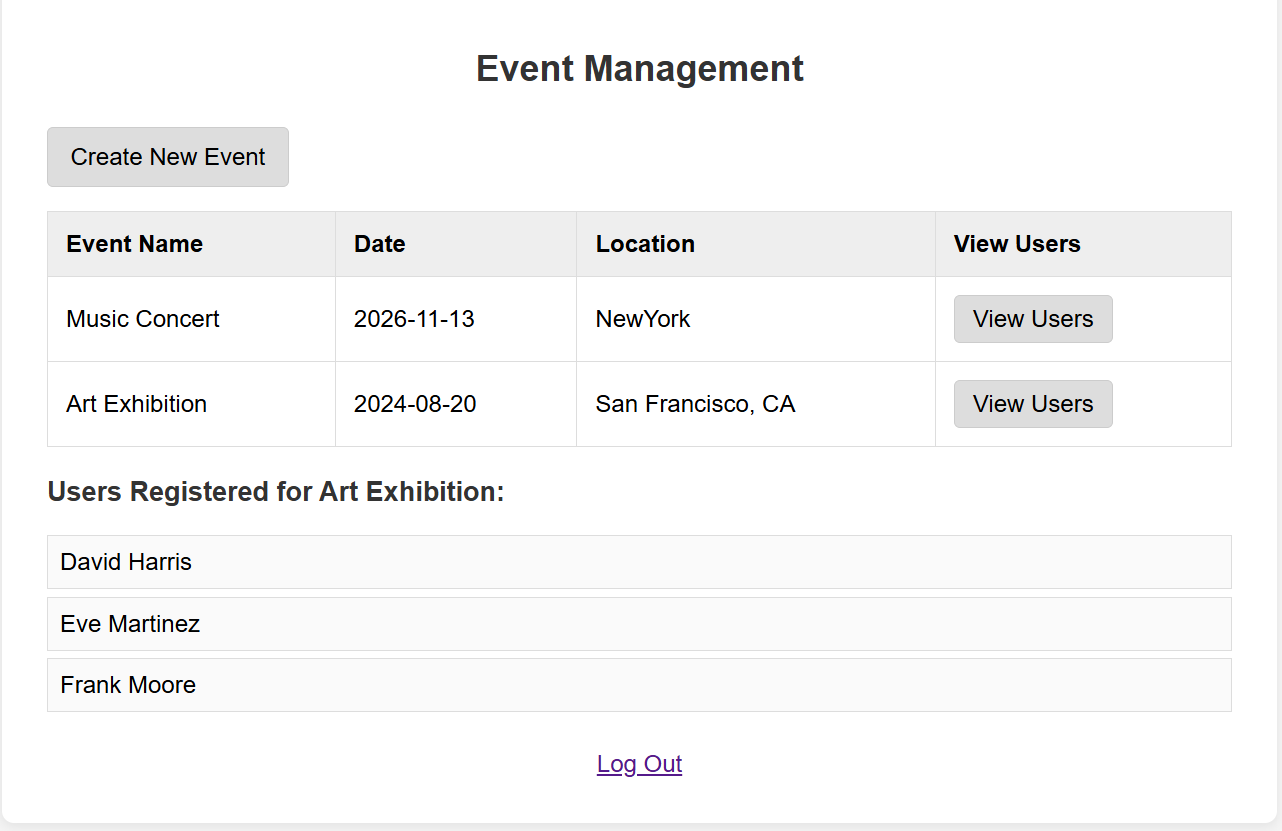 Event Management
Create New Event
Event Name Date Location View Users
Music Concert 2026-11-13 NewYork View Users
Art Exhibition 2024-08-20 San Francisco, CA View Users
Users Registered for Art Exhibition:
David Harris
Eve Martinez
Frank Moore
Log Out